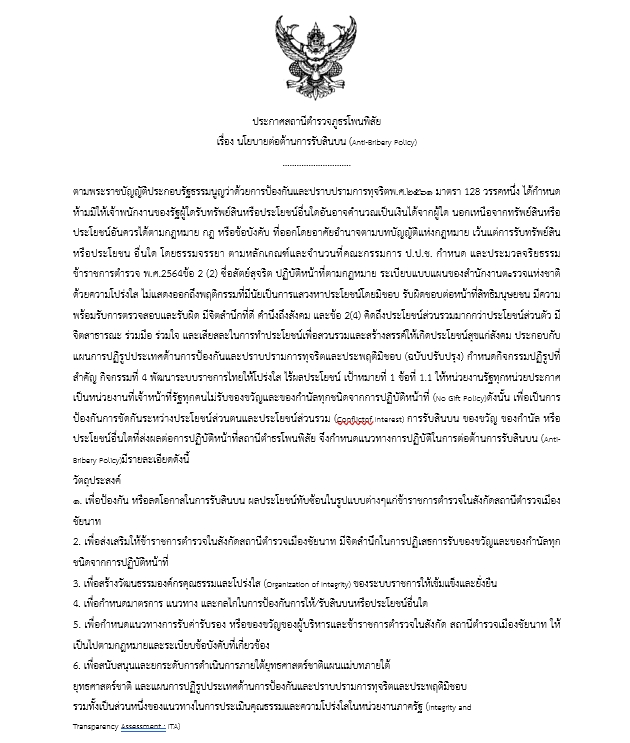 ประกาศสถานีตำรวจภูธรโพนพิสัย
เรื่อง นโยบายต่อต้านการรับสินบน (Anti-Bribery Policy)
............................
ตามพระราชบัญญัติประกอบรัฐธรรมนูญว่าด้วยการป้องกันและปราบปรามการทุจริตพ.ศ.๒๕๖๑ มาตรา 128 วรรคหนึ่ง ได้กำหนด
ห้ามมิให้เจ้าพนักงานของรัฐผู้ใดรับทรัพย์สินหรือประโยชน์อื่นใดอันอาจคำนวณเป็นเงินได้จากผู้ใด นอกเหนือจากทรัพย์สินหรือ
ประโยชน์อันควรได้ตามกฎหมาย กฎ หรือข้อบังคับ ที่ออกโดยอาศัยอำนาจตามบทบัญญัติแห่งกฎหมาย เว้นแต่การรับทรัพย์สิน
หรือประโยชน อื่นใด โดยธรรมจรรยา ตามหลักเกณฑ์และจำนวนที่คณะกรรมการ ป.ป.ช. กำหนด และประมวลจริยธรรม
ข้าราชการตำรวจ พ.ศ.2564ข้อ 2 (2) ซื่อสัตย์สุจริต ปฏิบัติหน้าที่ตามกฎหมาย ระเบียบแบบแผนของสำนักงานตะรวจแห่งชาติ
ด้วยความโปร่งใส ไม่แสดงออกถึงพฤติกรรมที่มีนัยเป็นการแสวงหาประโยชน์โดยมิชอบ รับผิดชอบต่อหน้าที่สิทธิมนุษยชน มีความ
พร้อมรับการตรวจสอบและรับผิด มีจิตสำนึกที่ดี คำนึงถึงสังคม และข้อ 2(4) คิดถึงประโยชน์ส่วนรวมมากกว่าประโยชน์ส่วนตัว มี
จิตสาธารณะ ร่วมมือ ร่วมใจ และเสียสละในการทำประโยชน์เพื่อสวนรวมและสร้างสรรค์ให้เกิดประโยชน์สุขแก่สังคม ประกอบกับ
แผนการปฏิรูปประเทศด้านการป้องกันและปราบปรามการทุจริตและประพฤติมิชอบ (ฉบับปรับปรุง) กำหนดกิจกรรมปฏิรูปที่
สำคัญ กิจกรรมที่ 4 พัฒนาระบบราชการไทยให้โปร่งใส ไร้ผลประโยชน์ เป้าหมายที่ 1 ข้อที่ 1.1 ให้หน่วยงานรัฐทุกหน่วยประกาศ
เป็นหน่วยงานที่เจ้าหน้าที่รัฐทุกคนไม่รับของขวัญและของกำนัลทุกชนิดจากการปฏิบัติหน้าที่ (No Gift Policy)ดังนั้น เพื่อเป็นการ
ป้องกันการขัดกันระหว่างประโยชน์ส่วนตนและประโยชน์ส่วนรวม (Conflictof Interest) การรับสินบน ของขวัญ ของกำนัล หรือ
ประโยชน์อื่นใดที่ส่งผลต่อการปฏิบัติหน้าที่สถานีตำรโพนพิสัย จึงกำหนดแนวทางการปฏิบัติในการต่อต้านการรับสินบน (Anti-
Bribery Policy)มีรายละเอียดดังนี้
วัตถุประสงค์
๑. เพื่อป้องกัน หรือลดโอกาสในการรับสินบน ผลประโยชน์ทับซ้อนในรูปแบบต่างๆแก่ข้าราชการตำรวจในสังกัดสถานีตำรวจเมือง
ชัยนาท
2. เพื่อส่งเสริมให้ข้าราชการตำรวจในสังกัดสถานีตำรวจเมืองชัยนาท มีจิตสำนึกในการปฏิเสธการรับของขวัญและของกำนัลทุก
ชนิดจากการปฏิบัติหน้าที่
3. เพื่อสร้างวัฒนธรรมองค์กรคุณธรรมและโปร่งใส (Organization of Integrity) ของระบบราชการให้เข้มแข็งและยั่งยืน
4. เพื่อกำหนดมาตรการ แนวทาง และกลไกในการป้องกันการให้/รับสินบนหรือประโยชน์อื่นใด
5. เพื่อกำหนดแนวทางการรับค่ารับรอง หรือของขวัญของผู้บริหารและข้าราชการตำรวจในสังกัด สถานีตำรวจเมืองชัยนาท ให้
เป็นไปตามกฎหมายและระเบียบข้อบังคับที่เกี่ยวข้อง
6. เพื่อสนับสนุนและยกระดับการดำเนินการภายใต้ยุทธศาสตร์ชาติแผนแม่บทภายใต้
ยุทธศาสตร์ชาติ และแผนการปฏิรูปประเทศด้านการป้องกันและปราบปรามการทุจริตและประพฤติมิชอบ
รวมทั้งเป็นส่วนหนึ่งของแนวทางในการประเมินคุณธรรมและความโปร่งใสในหน่วยงานภาครัฐ (Integrity and
Transparency Assessment : ITA)